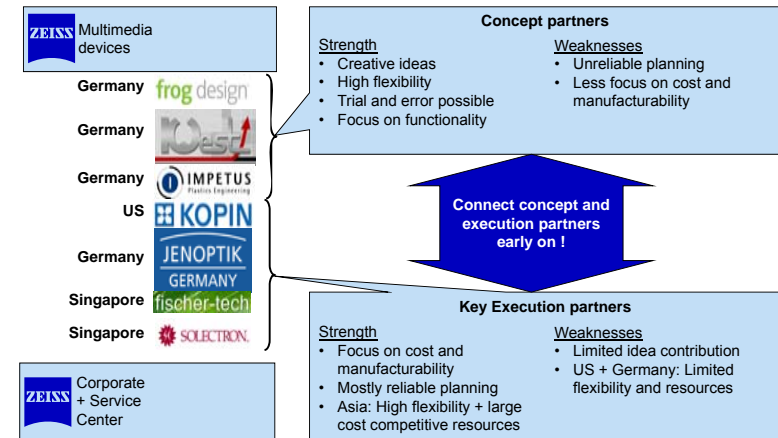 ZEISS
Multimedia
devices
Germany
frog design
Germany
West
Germany
IMPETUS
Plastics Engineering
US
KOPIN
Germany
JENOPTIK
GERMANY
Singapore
fischer-tech
Singapore
SOLECTRON.
ZEISS
Corporate
+ Service
Center
Concept partners
Strength
• Creative ideas
• High flexibility
• Trial and error possible
• Focus on functionality
Weaknesses
• Unreliable planning
• Less focus on cost and
manufacturability
Connect concept and
execution partners
early on !
Key Execution partners
Strength
• Focus on cost and
manufacturability
• Mostly reliable planning
• Asia: High flexibility + large
cost competitive resources
Weaknesses
• Limited idea contribution
• US + Germany: Limited
flexibility and resources